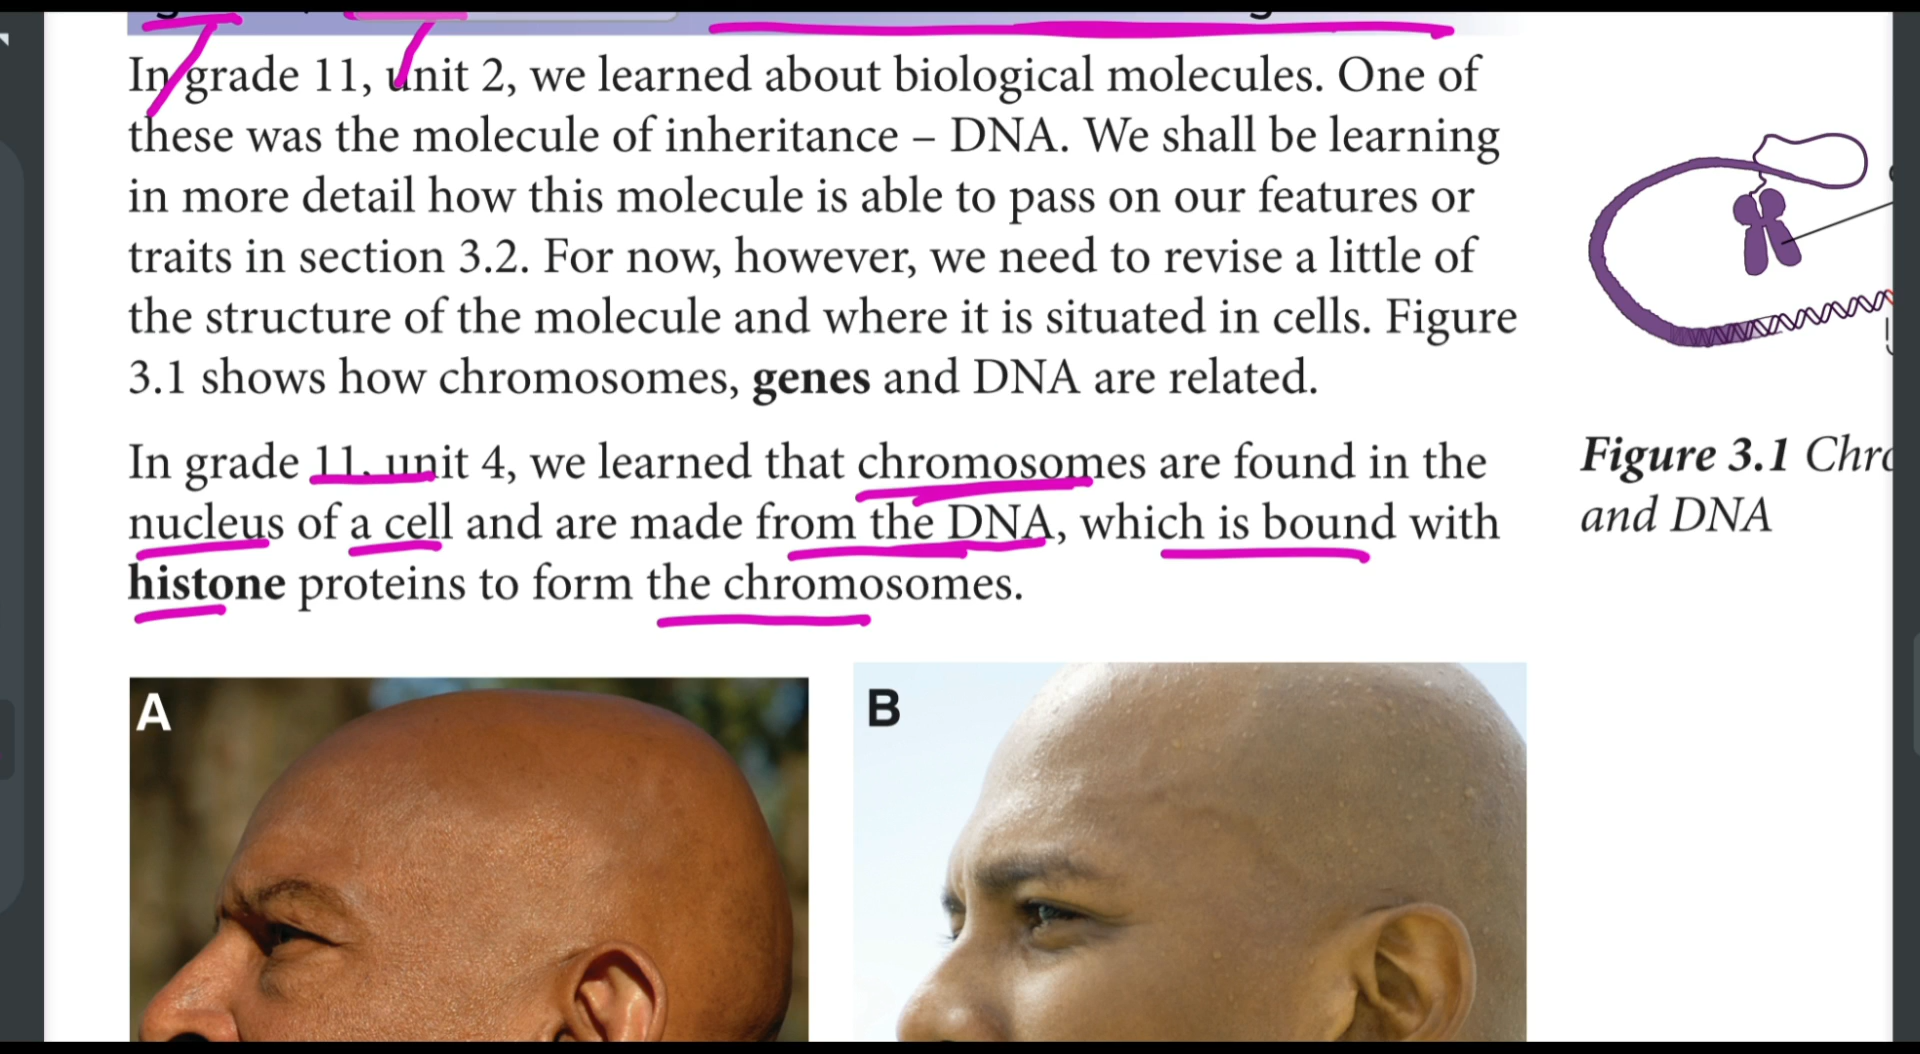 In grade 11, unit 2, we learned about biological molecules. One of
these was the molecule of inheritance – DNA. We shall be learning
in more detail how this molecule is able to pass on our features or
traits in section 3.2. For now, however, we need to revise a little of
the structure of the molecule and where it is situated in cells. Figure
3.1 shows how chromosomes, genes and DNA are related.
In grade 11, unit 4, we learned that chromosomes are found in the
nucleus of a cell and are made from the DNA, which is bound with
histone proteins to form the chromosomes.
Figure 3.1
and DNA
A
B